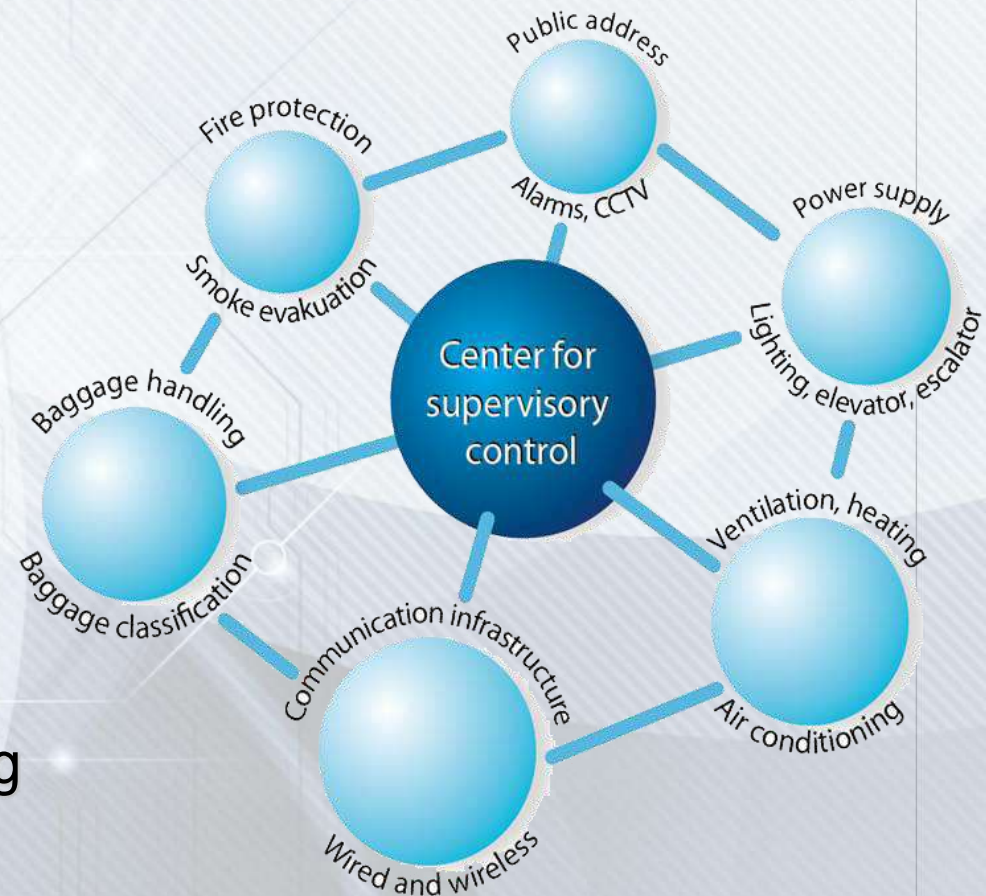 Public address
Alarms, CCTV
Fire protection
Smoke evakuation
Power supply
Lighting, elevator, escalator
Center for
supervisory
control
Baggage handling
Baggage classification
Ventilation, heating
Air conditioning
Communication infrastructure
Wired and wireless
g